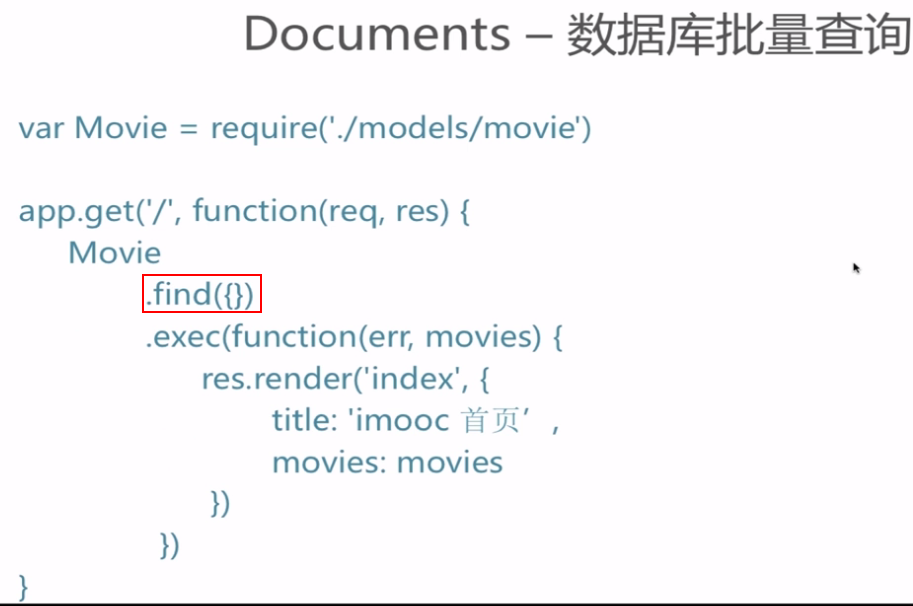 Documents – 数据库批量查询
var Movie = require('./models/movie')
app.get('/', function(req, res) {
Movie
.find({})
.exec(function(err, movies) {
res.render('index', {
title: 'imooc 首页’ ,
movies: movies
})
})
}